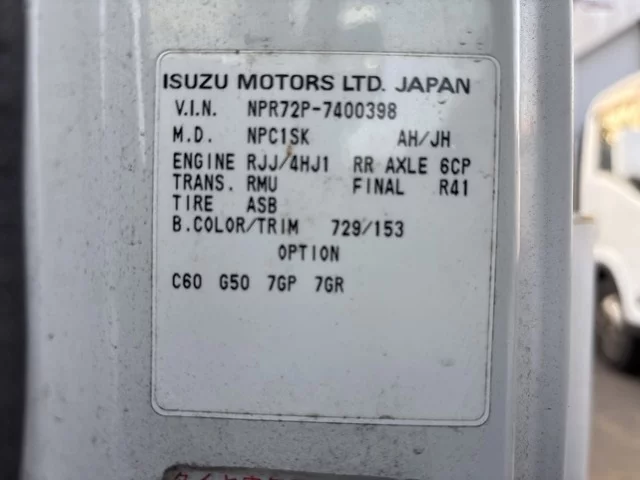 ISUZU MOTORS LTD. JAPAN
V.I.N. NPR72P-7400398
M.D. NPC1SK AH/JH
ENGINE RJJ/4HJ1 RR AXLE 6CP
TRANS. RMU FINAL R41
TIRE ASB
B.COLOR/TRIM 729/153
OPTION
C60 G50 7GP 7GR